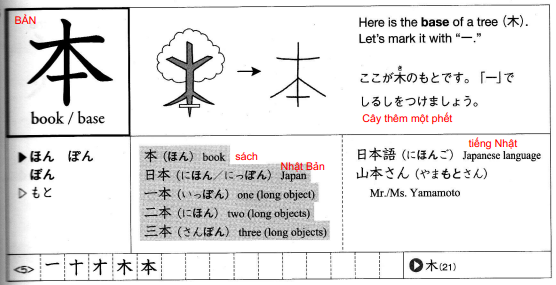 BẢN
本
book / base
Here is the base of a tree (木).
Let's mark it with "一."
ここが木のもとです。「一」で
き
しるしをつけましょう。
Cây thêm một phết
▶ほん ぽん
ぼん
▷もと
本（ほん）book sách
日本（にほん／にっぽん）Japan Nhật Bản
一本（いっぽん）one (long object)
二本（にほん）two (long objects)
三本（さんぼん）three (long objects)
日本語（にほんご）Japanese language tiếng Nhật
山本さん（やまもとさん）
Mr./Ms. Yamamoto
<5> 一 十 才 木 本
▶木(21)